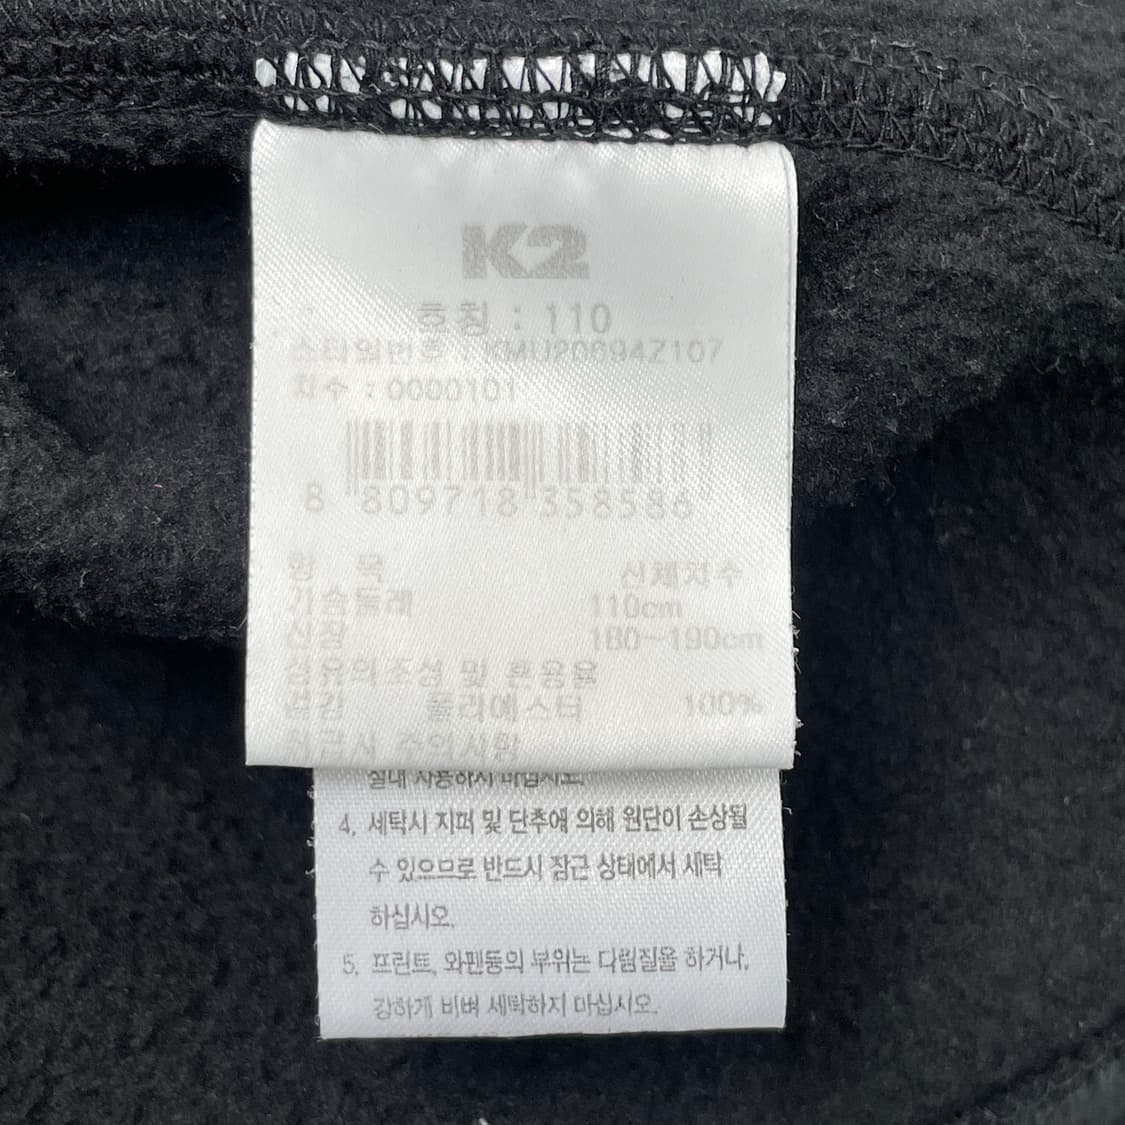 K2
호칭 : 110
스타일번호 : KMU20694Z107
치수 : 0000101
8 809718 358586
항 목 신체치수
가슴둘레 110cm
신장 180~190cm
섬유의조성 및 혼용율
겉감 폴리에스터 100%
취급시 주의사항
절대 사용하지 마십시오.
4. 세탁시 지퍼 및 단추에 의해 원단이 손상될
수 있으므로 반드시 잠근 상태에서 세탁
하십시오.
5. 프린트, 와펜등의 부위는 다림질을 하거나,
강하게 비벼 세탁하지 마십시오.